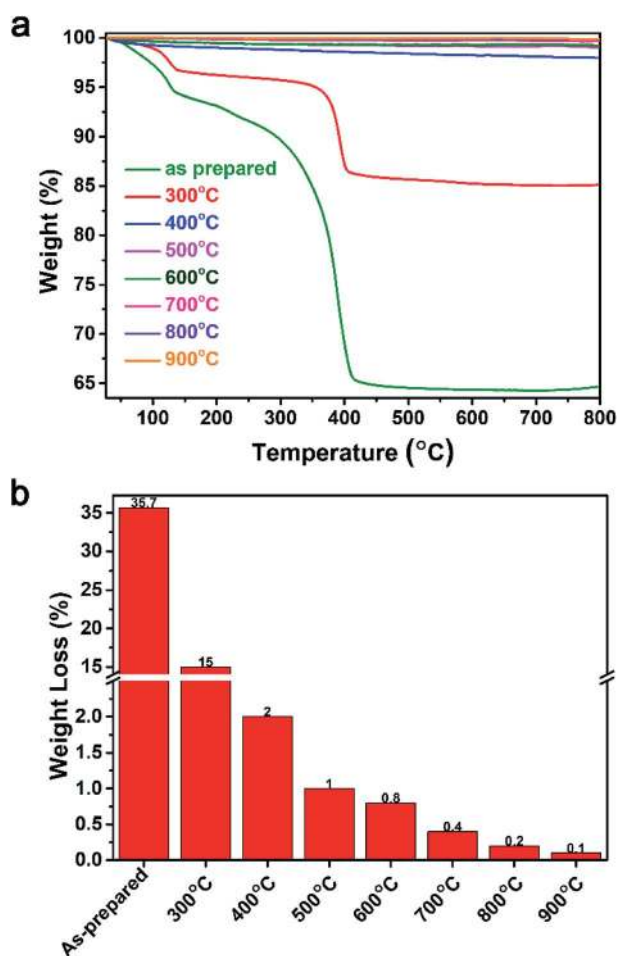 a
100
95
90
85
80
75
70
65
Weight (%)
as prepared
300°C
400°C
500°C
600°C
700°C
800°C
900°C
100 200 300 400 500 600 700 800
Temperature (°C)
b
35
30
25
20
15
2.0
1.5
1.0
0.5
0.0
Weight Loss (%)
35.7
15
2
1
0.8
0.4
0.2
0.1
As-prepared
300°C
400°C
500°C
600°C
700°C
800°C
900°C